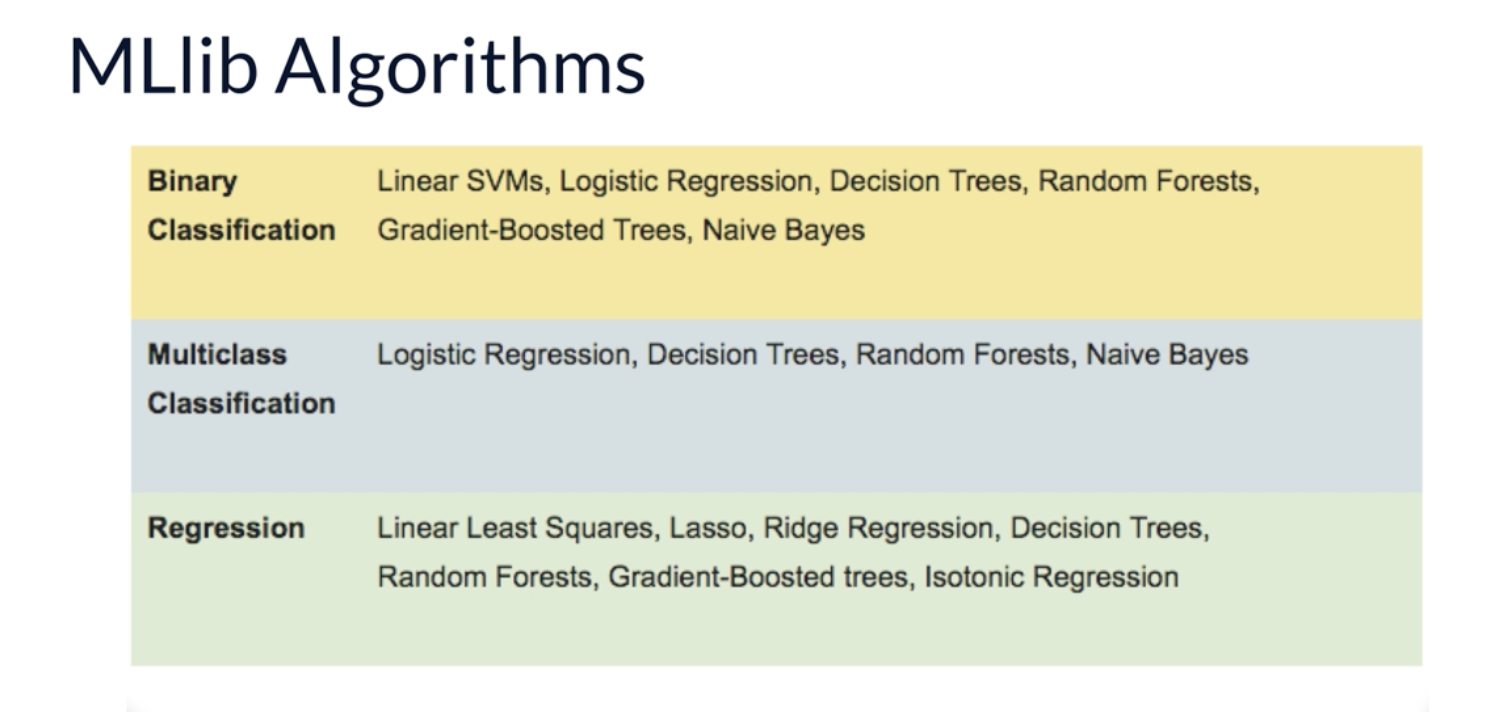 MLlib Algorithms
Binary Classification
Linear SVMs, Logistic Regression, Decision Trees, Random Forests,
Gradient-Boosted Trees, Naive Bayes
Multiclass Classification
Logistic Regression, Decision Trees, Random Forests, Naive Bayes
Regression
Linear Least Squares, Lasso, Ridge Regression, Decision Trees,
Random Forests, Gradient-Boosted trees, Isotonic Regression